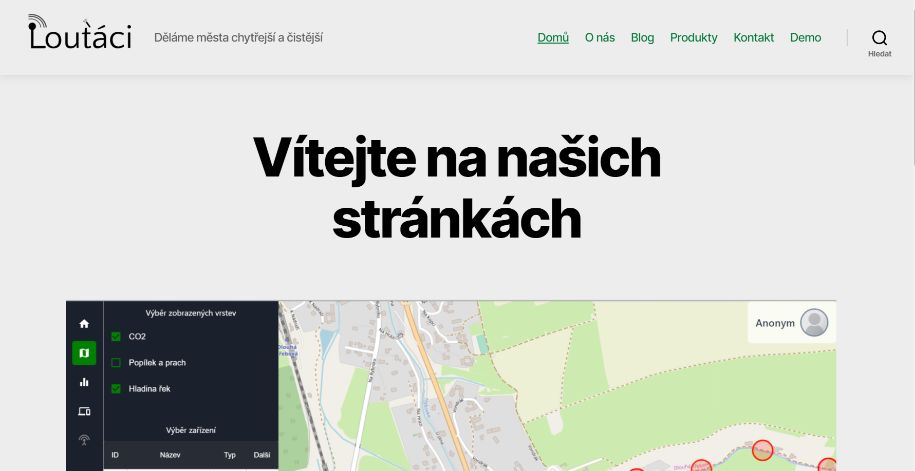 Loutáci
Děláme města chytřejší a čistější
Domů
O nás
Blog
Produkty
Kontakt
Demo
Hledat
Vítejte na našich
stránkách
Výběr zobrazených vrstev
CO2
Popílek a prach
Hladina řek
Výběr zařízení
ID Název Typ Další
Anonym